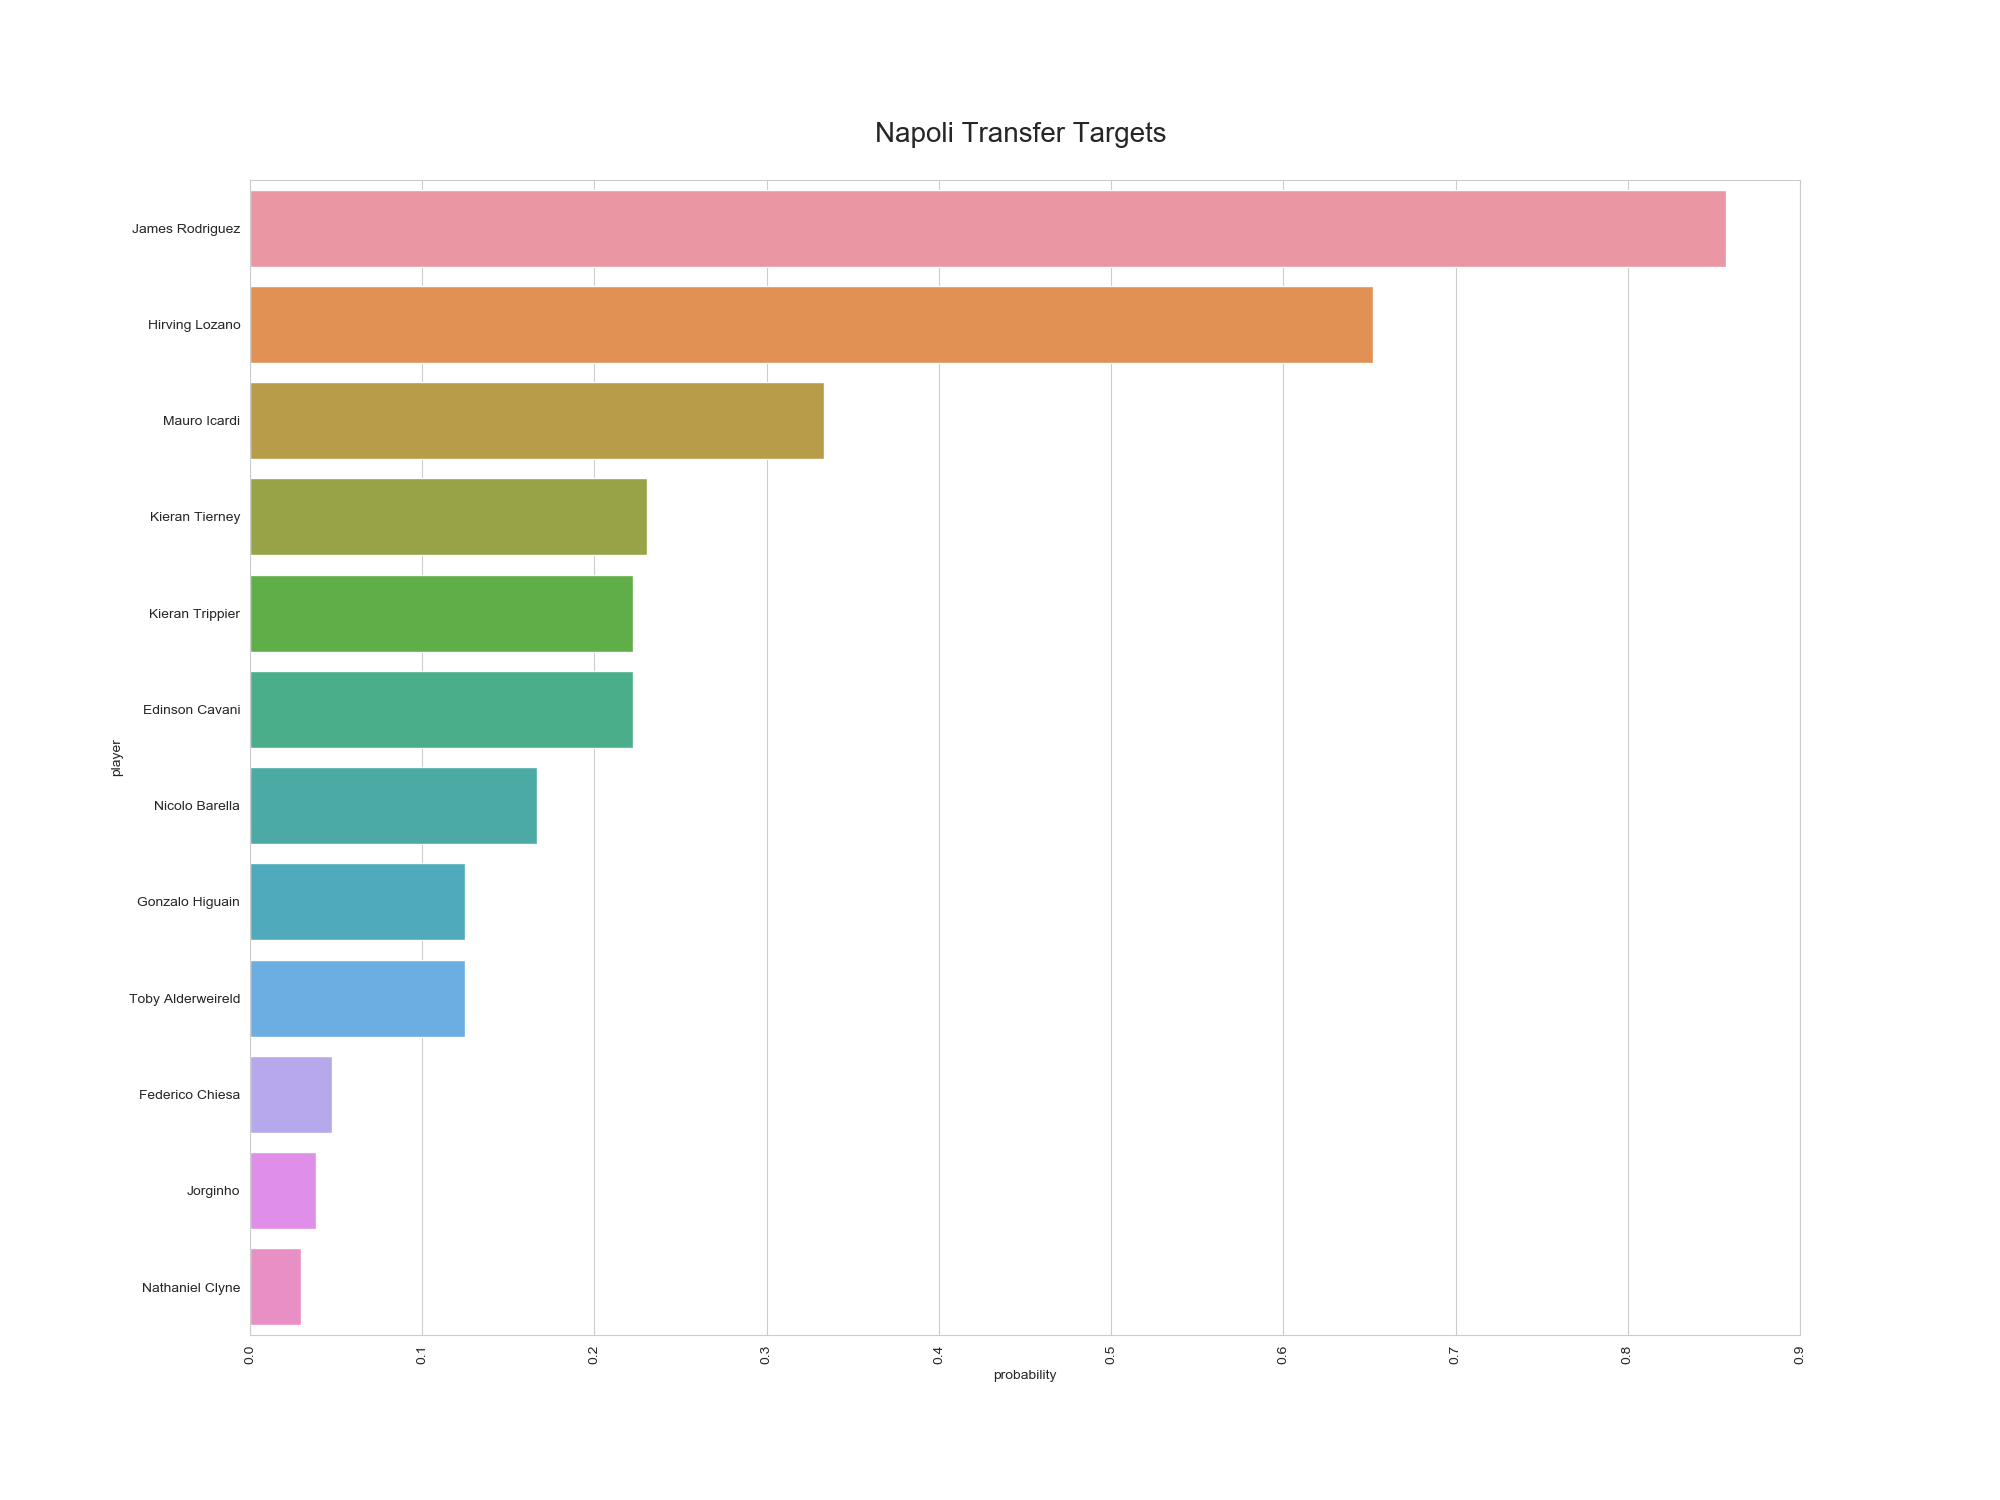 Napoli Transfer Targets
James Rodriguez
Hirving Lozano
Mauro Icardi
Kieran Tierney
Kieran Trippier
Edinson Cavani
Nicolo Barella
Gonzalo Higuain
Toby Alderweireld
Federico Chiesa
Jorginho
Nathaniel Clyne
player
0.0 0.1 0.2 0.3 0.4 0.5 0.6 0.7 0.8 0.9
probability